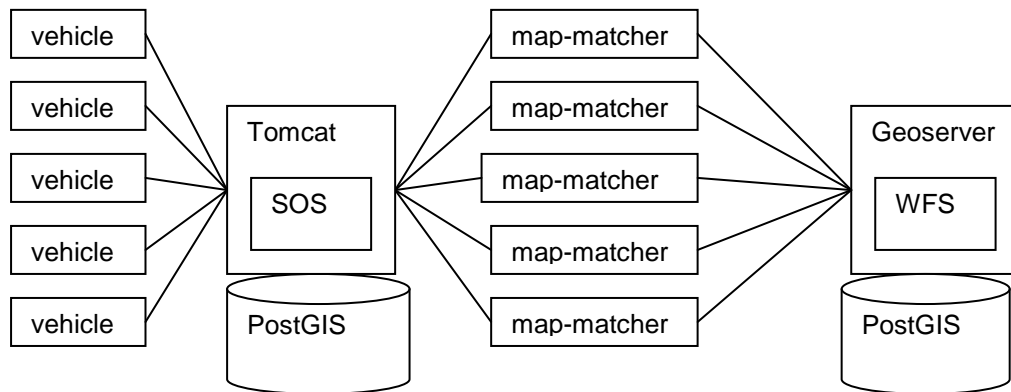 vehicle
vehicle
vehicle
vehicle
vehicle
Tomcat
SOS
PostGIS
map-matcher
map-matcher
map-matcher
map-matcher
map-matcher
Geoserver
WFS
PostGIS